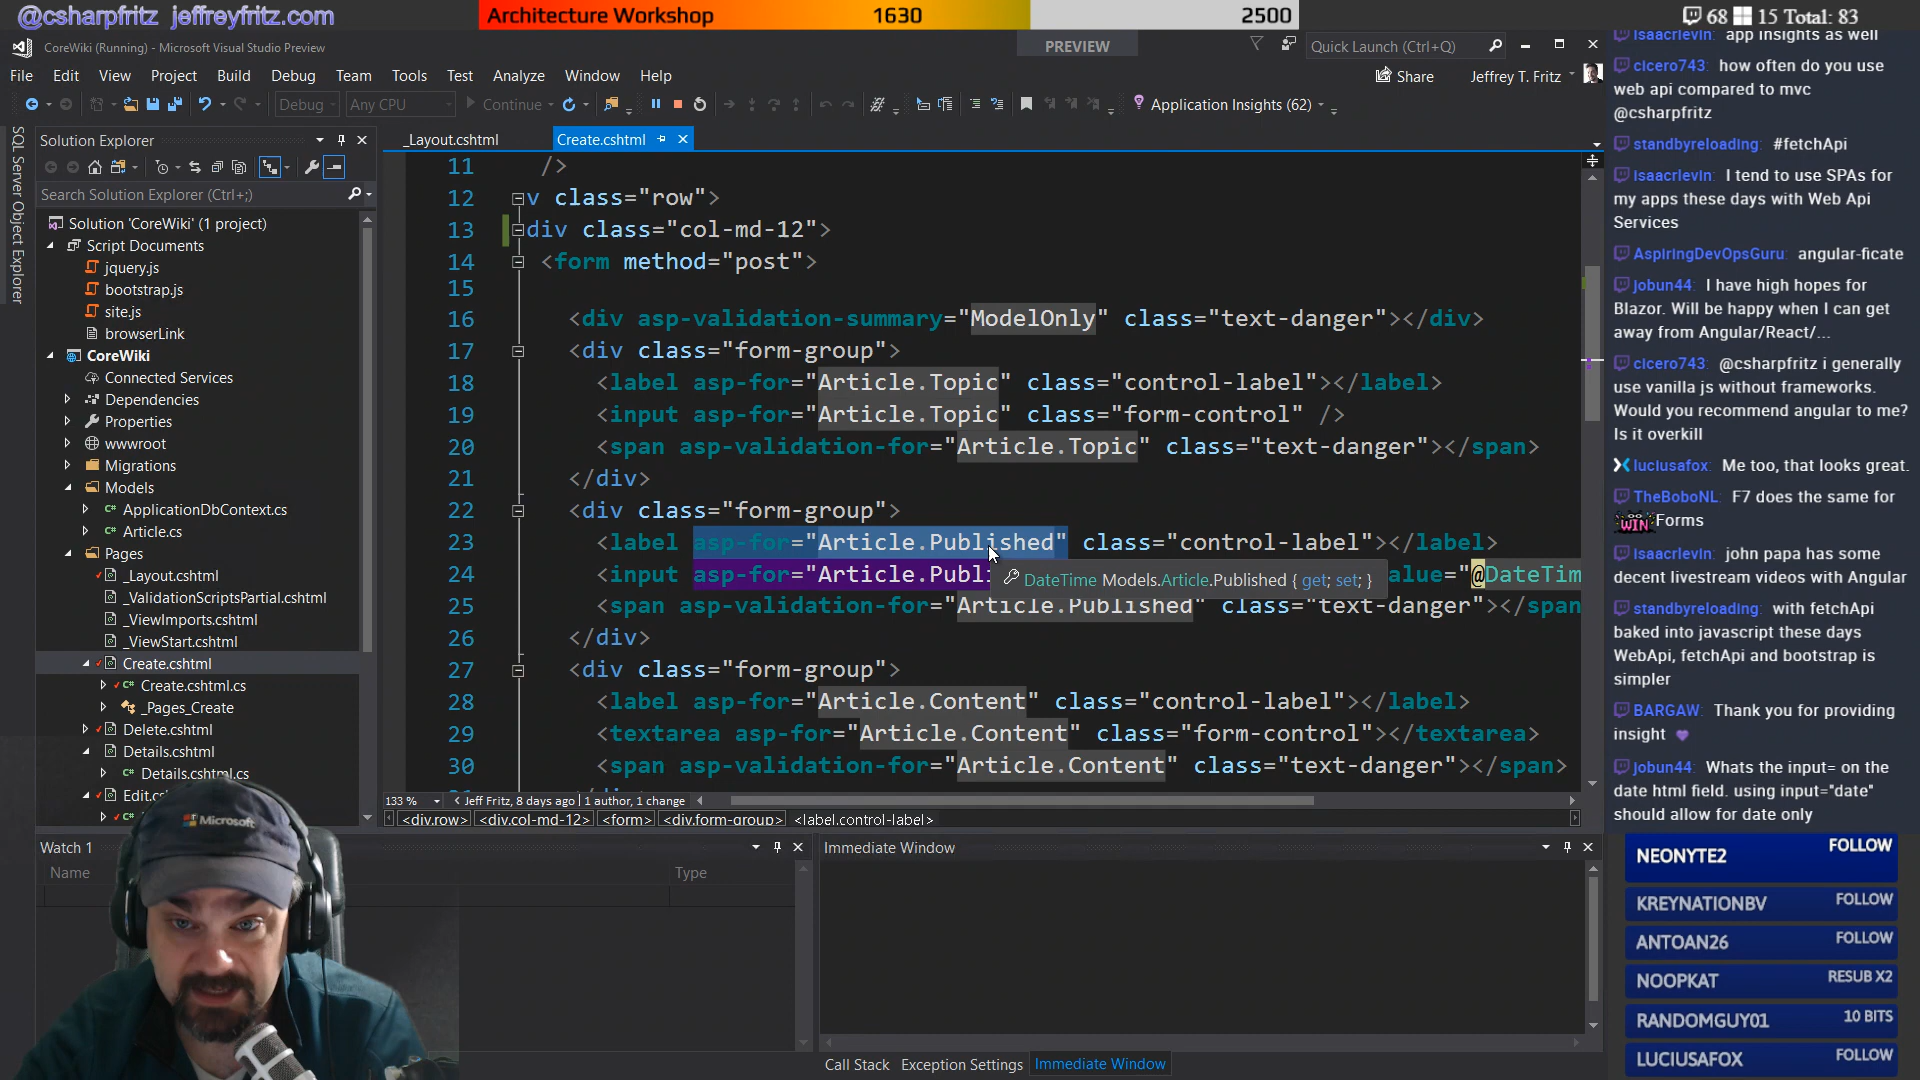 @csharpfritz jeffreyfritz.com
Architecture Workshop 1630 2500
68 15 Total: 83
CoreWiki (Running) - Microsoft Visual Studio Preview
PREVIEW
Quick Launch (Ctrl+Q)
File Edit View Project Build Debug Team Tools Test Analyze Window Help
Share
Jeffrey T. Fritz
Debug Any CPU Continue
Application Insights (62)
SQL Server Object Explorer
Solution Explorer
Search Solution Explorer (Ctrl+;)
Solution 'CoreWiki' (1 project)
Script Documents
jquery.js
bootstrap.js
site.js
browserLink
CoreWiki
Connected Services
Dependencies
Properties
wwwroot
Migrations
Models
ApplicationDbContext.cs
Article.cs
Pages
_Layout.cshtml
_ValidationScriptsPartial.cshtml
_ViewImports.cshtml
_ViewStart.cshtml
Create.cshtml
Create.cshtml.cs
_Pages_Create
Delete.cshtml
Details.cshtml
Details.cshtml.cs
Edit.cs
_Layout.cshtml Create.cshtml
11 />
12 v class="row">
13 div class="col-md-12">
14 <form method="post">
15
16 <div asp-validation-summary="ModelOnly" class="text-danger"></div>
17 <div class="form-group">
18 <label asp-for="Article.Topic" class="control-label"></label>
19 <input asp-for="Article.Topic" class="form-control" />
20 <span asp-validation-for="Article.Topic" class="text-danger"></span>
21 </div>
22 <div class="form-group">
23 <label asp-for="Article.Published" class="control-label"></label>
24 <input asp-for="Article.Publi alue="@DateTim
DateTime Models.Article.Published { get; set; }
25 <span asp-validation-for="Article.Published" class="text-danger"></span
26 </div>
27 <div class="form-group">
28 <label asp-for="Article.Content" class="control-label"></label>
29 <textarea asp-for="Article.Content" class="form-control"></textarea>
30 <span asp-validation-for="Article.Content" class="text-danger"></span>
133 % Jeff Fritz, 8 days ago | 1 author, 1 change
<div.row> <div.col-md-12> <form> <div.form-group> <label.control-label>
Watch 1
Name Type
Immediate Window
Call Stack Exception Settings Immediate Window
Microsoft
isaacrlevin: app insights as well
cicero743: how often do you use
web api compared to mvc
@csharpfritz
standbyreloading: #fetchApi
isaacrlevin: I tend to use SPAs for
my apps these days with Web Api
Services
AspiringDevOpsGuru: angular-ficate
jobun44: I have high hopes for
Blazor. Will be happy when I can get
away from Angular/React/...
cicero743: @csharpfritz i generally
use vanilla js without frameworks.
Would you recommend angular to me?
Is it overkill
luciusafox: Me too, that looks great.
TheBoboNL: F7 does the same for
WIN Forms
isaacrlevin: john papa has some
decent livestream videos with Angular
standbyreloading: with fetchApi
baked into javascript these days
WebApi, fetchApi and bootstrap is
simpler
BARGAW: Thank you for providing
insight
jobun44: Whats the input= on the
date html field. using input="date"
should allow for date only
NEONYTE2 FOLLOW
KREYNATIONBV FOLLOW
ANTOAN26 FOLLOW
NOOPKAT RESUB X2
RANDOMGUY01 10 BITS
LUCIUSAFOX FOLLOW